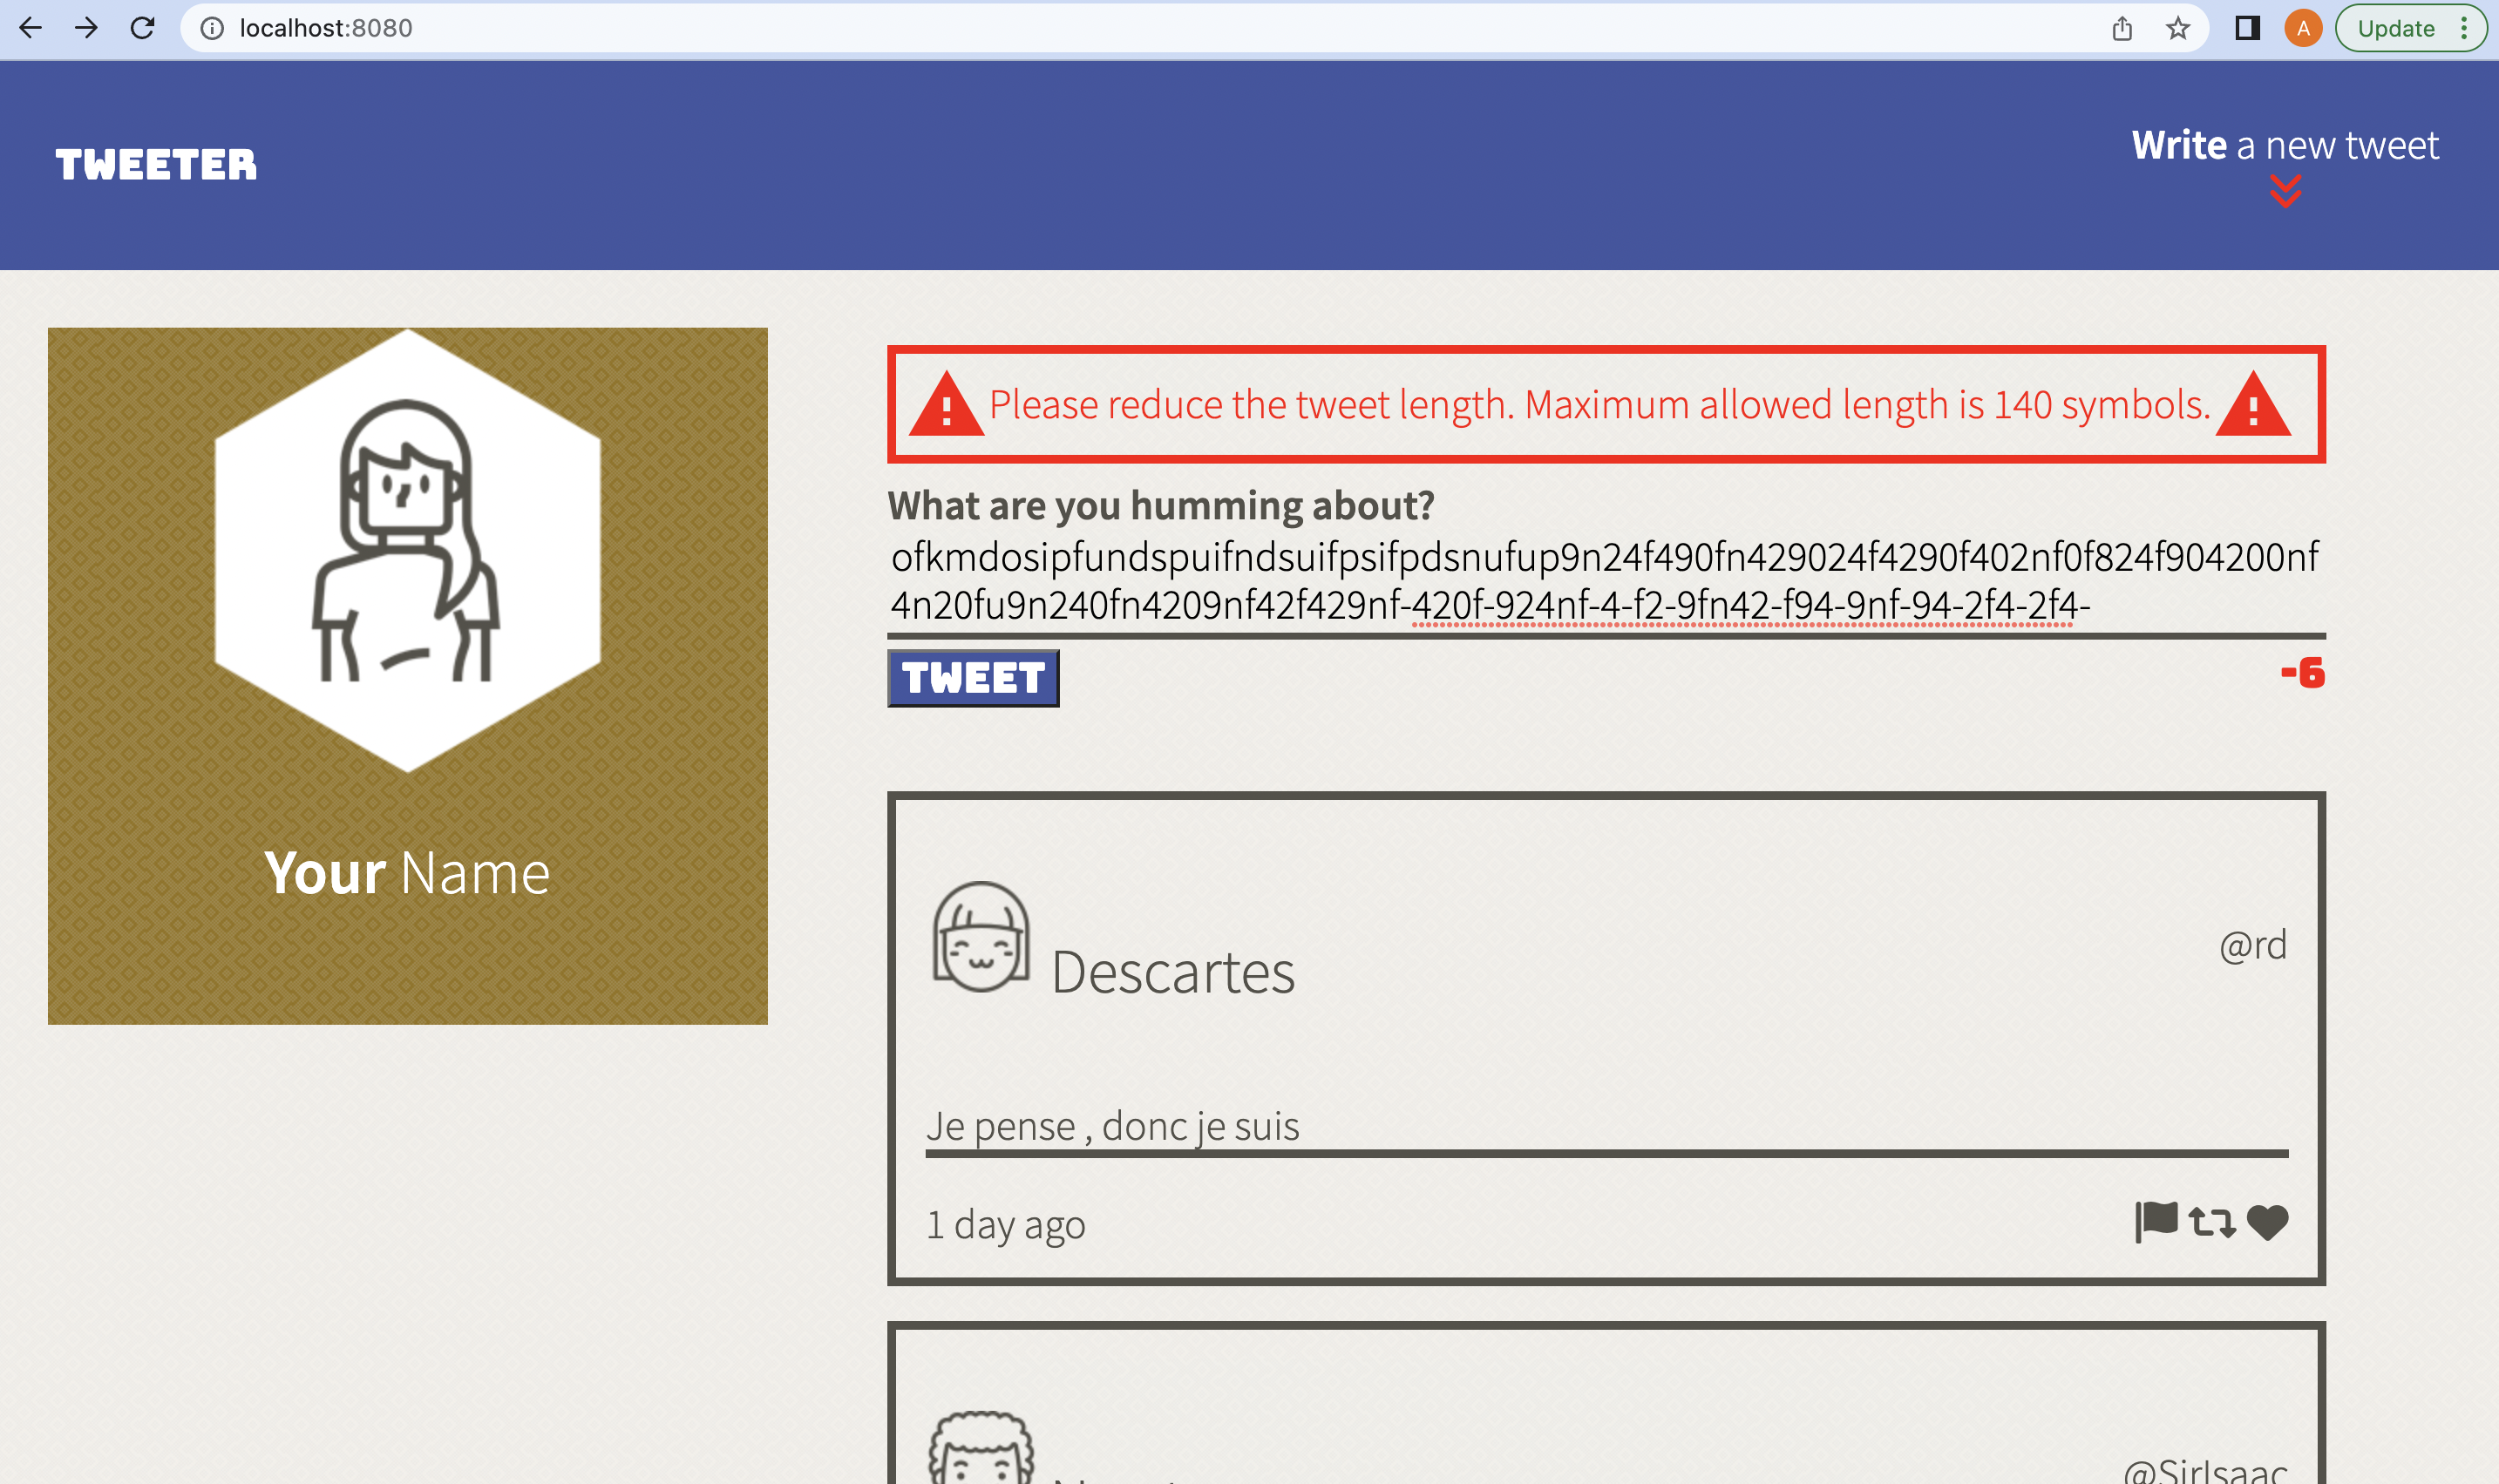 localhost:8080
A
Update
TWEETER
Write a new tweet
Please reduce the tweet length. Maximum allowed length is 140 symbols.
What are you humming about?
ofkmdosipfundspuifndsuifpsifpdsnufup9n24f490fn429024f4290f402nf0f824f904200nf
4n20fu9n240fn4209nf42f429nf-420f-924nf-4-f2-9fn42-f94-9nf-94-2f4-2f4-
TWEET
-6
Your Name
Descartes
@rd
Je pense , donc je suis
1 day ago
@SirIsaac